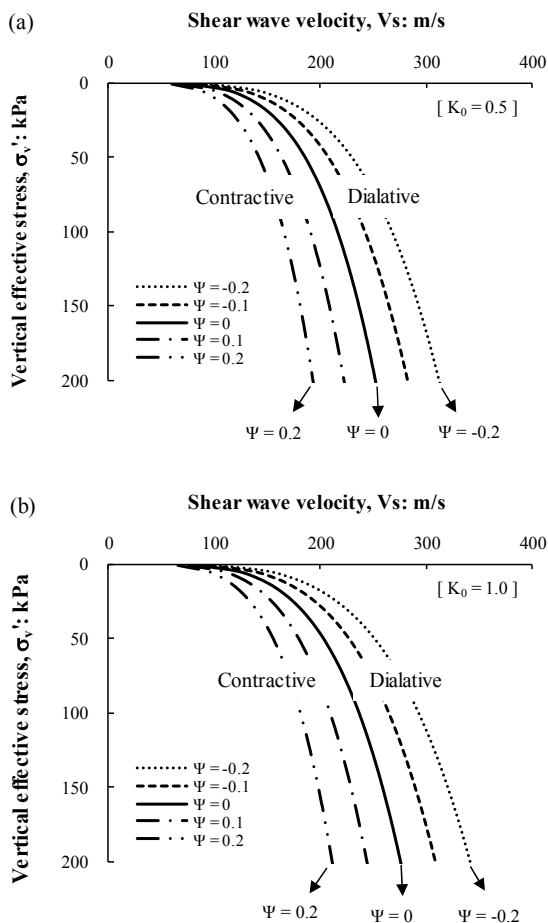 (a)
Shear wave velocity, Vs: m/s
0 100 200 300 400
Vertical effective stress, σv': kPa
0
50
100
150
200
[ K0 = 0.5 ]
Contractive Dialative
Ψ = -0.2
Ψ = -0.1
Ψ = 0
Ψ = 0.1
Ψ = 0.2
Ψ = 0.2 Ψ = 0 Ψ = -0.2
(b)
Shear wave velocity, Vs: m/s
0 100 200 300 400
Vertical effective stress, σv': kPa
0
50
100
150
200
[ K0 = 1.0 ]
Contractive Dialative
Ψ = -0.2
Ψ = -0.1
Ψ = 0
Ψ = 0.1
Ψ = 0.2
Ψ = 0.2 Ψ = 0 Ψ = -0.2